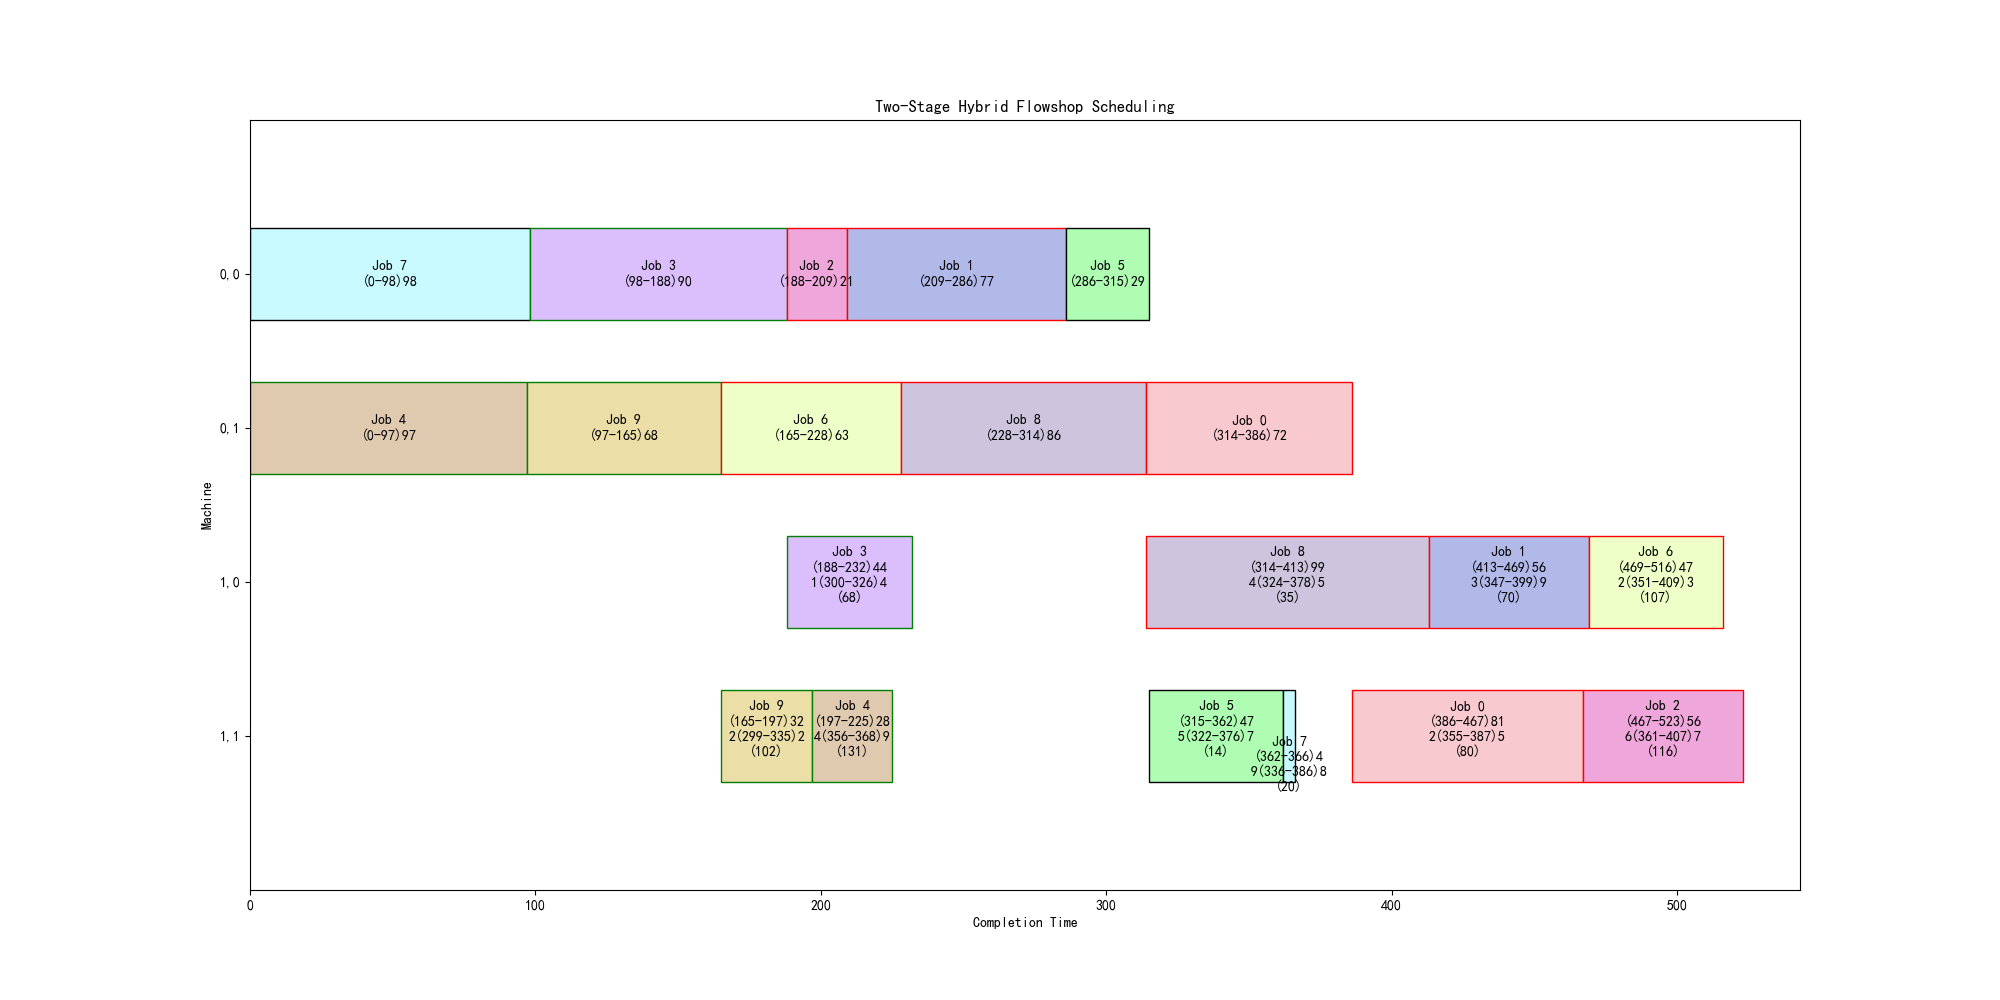 Two-Stage Hybrid Flowshop Scheduling
Machine
0,0
Job 7
(0-98)98
Job 3
(98-188)90
Job 2
(188-209)21
Job 1
(209-286)77
Job 5
(286-315)29
0,1
Job 4
(0-97)97
Job 9
(97-165)68
Job 6
(165-228)63
Job 8
(228-314)86
Job 0
(314-386)72
1,0
Job 3
(188-232)44
1(300-326)4
(68)
Job 8
(314-413)99
4(324-378)5
(35)
Job 1
(413-469)56
3(347-399)9
(70)
Job 6
(469-516)47
2(351-409)3
(107)
1,1
Job 9
(165-197)32
2(299-335)2
(102)
Job 4
(197-225)28
4(356-368)9
(131)
Job 5
(315-362)47
5(322-376)7
(14)
Job 7
(362-366)4
9(336-386)8
(20)
Job 0
(386-467)81
2(355-387)5
(80)
Job 2
(467-523)56
6(361-407)7
(116)
0 100 200 300 400 500
Completion Time